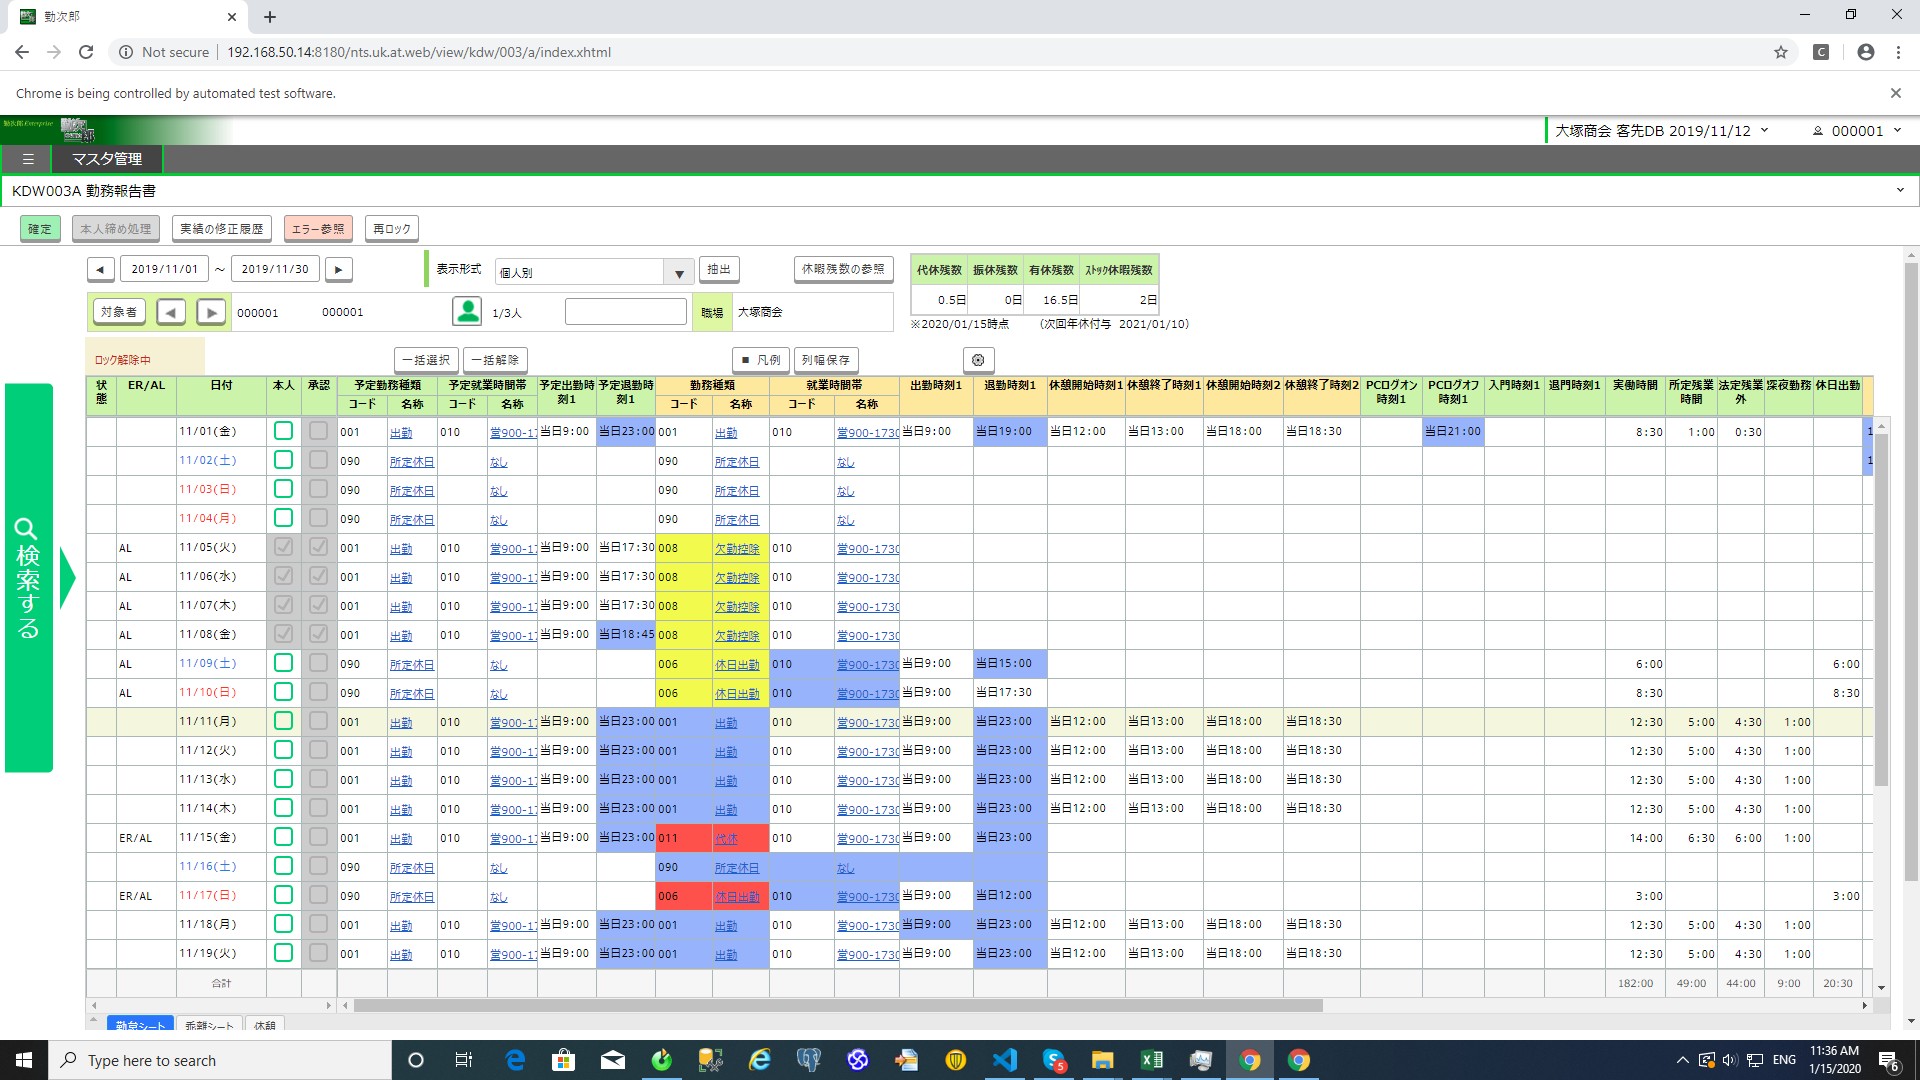 勤次郎
Not secure 192.168.50.14:8180/nts.uk.at.web/view/kdw/003/a/index.xhtml
Chrome is being controlled by automated test software.
勤次郎 Enterprise
大塚商会 客先DB 2019/11/12 000001
マスタ管理
KDW003A 勤務報告書
確定 本人締め処理 実績の修正履歴 エラー参照 再ロック
2019/11/01 ～ 2019/11/30 表示形式 個人別 抽出 休暇残数の参照
代休残数 振休残数 有休残数 ストック休暇残数
0.5日 0日 16.5日 2日
※2020/01/15時点 （次回年休付与 2021/01/10）
対象者 000001 000001 1/3人 職場 大塚商会
ロック解除中 一括選択 一括解除 ■ 凡例 列幅保存
検索する
状態 ER/AL 日付 本人 承認 予定勤務種類 予定就業時間帯 予定出勤時刻1 予定退勤時刻1 勤務種類 就業時間帯 出勤時刻1 退勤時刻1 休憩開始時刻1 休憩終了時刻1 休憩開始時刻2 休憩終了時刻2 PCログオン時刻1 PCログオフ時刻1 入門時刻1 退門時刻1 実働時間 所定残業時間 法定残業外 深夜勤務 休日出勤
コード 名称 コード 名称 コード 名称 コード 名称
11/01(金) 001 出勤 010 営900-17 当日9:00 当日23:00 001 出勤 010 営900-1730 当日9:00 当日19:00 当日12:00 当日13:00 当日18:00 当日18:30 当日21:00 8:30 1:00 0:30 1
11/02(土) 090 所定休日 なし 090 所定休日 なし 1
11/03(日) 090 所定休日 なし 090 所定休日 なし
11/04(月) 090 所定休日 なし 090 所定休日 なし
AL 11/05(火) 001 出勤 010 営900-17 当日9:00 当日17:30 008 欠勤控除 010 営900-1730
AL 11/06(水) 001 出勤 010 営900-17 当日9:00 当日17:30 008 欠勤控除 010 営900-1730
AL 11/07(木) 001 出勤 010 営900-17 当日9:00 当日17:30 008 欠勤控除 010 営900-1730
AL 11/08(金) 001 出勤 010 営900-17 当日9:00 当日18:45 008 欠勤控除 010 営900-1730
AL 11/09(土) 090 所定休日 なし 006 休日出勤 010 営900-1730 当日9:00 当日15:00 6:00 6:00
AL 11/10(日) 090 所定休日 なし 006 休日出勤 010 営900-1730 当日9:00 当日17:30 8:30 8:30
11/11(月) 001 出勤 010 営900-17 当日9:00 当日23:00 001 出勤 010 営900-1730 当日9:00 当日23:00 当日12:00 当日13:00 当日18:00 当日18:30 12:30 5:00 4:30 1:00
11/12(火) 001 出勤 010 営900-17 当日9:00 当日23:00 001 出勤 010 営900-1730 当日9:00 当日23:00 当日12:00 当日13:00 当日18:00 当日18:30 12:30 5:00 4:30 1:00
11/13(水) 001 出勤 010 営900-17 当日9:00 当日23:00 001 出勤 010 営900-1730 当日9:00 当日23:00 当日12:00 当日13:00 当日18:00 当日18:30 12:30 5:00 4:30 1:00
11/14(木) 001 出勤 010 営900-17 当日9:00 当日23:00 001 出勤 010 営900-1730 当日9:00 当日23:00 当日12:00 当日13:00 当日18:00 当日18:30 12:30 5:00 4:30 1:00
ER/AL 11/15(金) 001 出勤 010 営900-17 当日9:00 当日23:00 011 代休 010 営900-1730 当日9:00 当日23:00 14:00 6:30 6:00 1:00
11/16(土) 090 所定休日 なし 090 所定休日 なし
ER/AL 11/17(日) 090 所定休日 なし 006 休日出勤 010 営900-1730 当日9:00 当日12:00 3:00 3:00
11/18(月) 001 出勤 010 営900-17 当日9:00 当日23:00 001 出勤 010 営900-1730 当日9:00 当日23:00 当日12:00 当日13:00 当日18:00 当日18:30 12:30 5:00 4:30 1:00
11/19(火) 001 出勤 010 営900-17 当日9:00 当日23:00 001 出勤 010 営900-1730 当日9:00 当日23:00 当日12:00 当日13:00 当日18:00 当日18:30 12:30 5:00 4:30 1:00
合計 182:00 49:00 44:00 9:00 20:30
勤怠シート 乖離シート 休憩
Type here to search
5
ENG 11:36 AM
1/15/2020
6